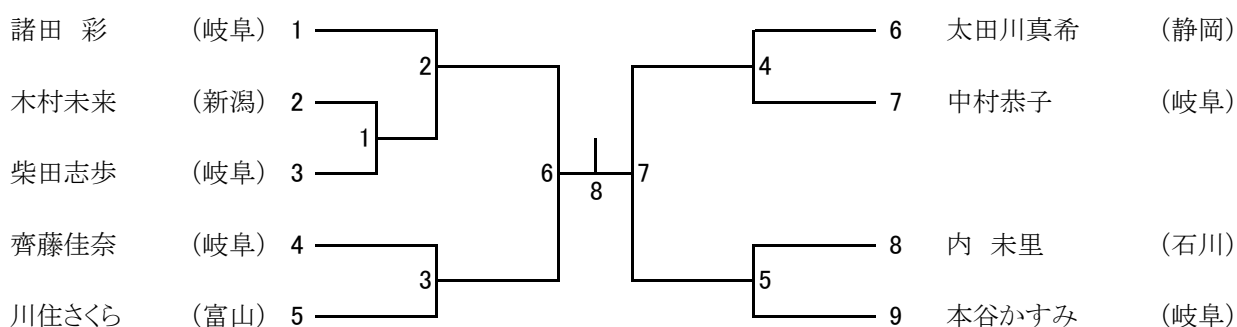 諸田 彩 (岐阜) 1
木村未来 (新潟) 2
柴田志歩 (岐阜) 3
齊藤佳奈 (岐阜) 4
川住さくら (富山) 5
2
1
3
6
8
7
4
5
6 太田川真希 (静岡)
7 中村恭子 (岐阜)
8 内 未里 (石川)
9 本谷かすみ (岐阜)